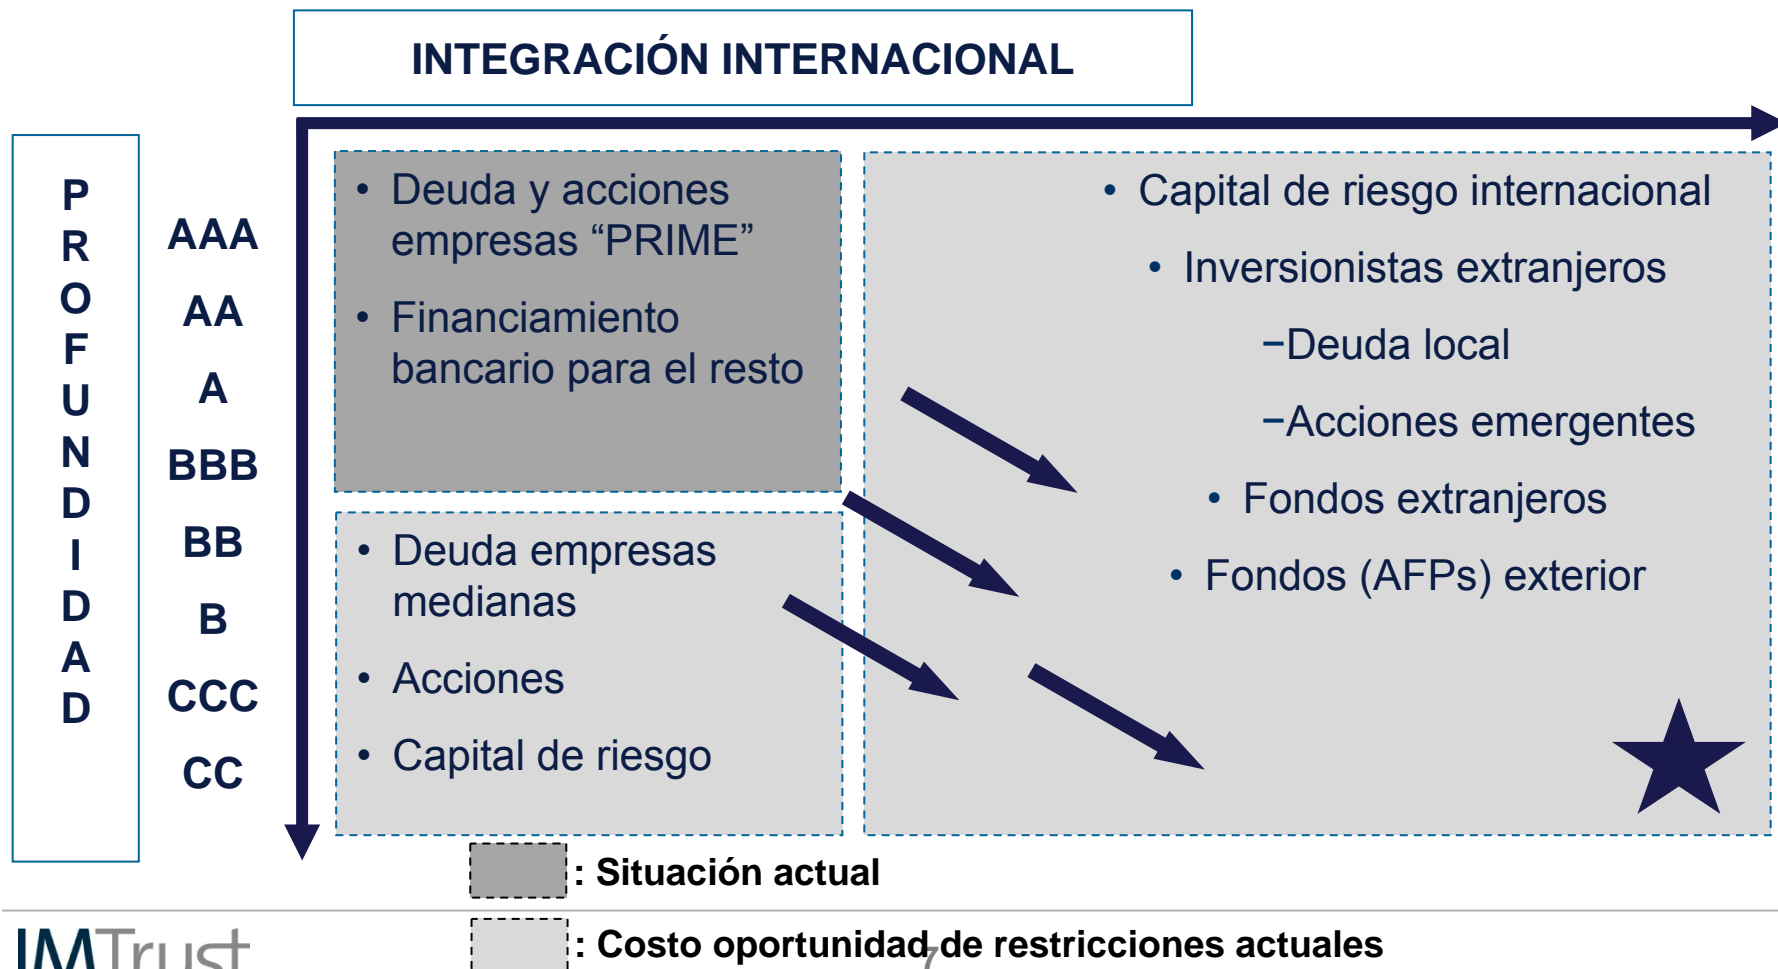 INTEGRACIÓN INTERNACIONAL
PROFUNDIDAD
AAA
AA
A
BBB
BB
B
CCC
CC
• Deuda y acciones
empresas “PRIME”
• Financiamiento
bancario para el resto
• Deuda empresas
medianas
• Acciones
• Capital de riesgo
• Capital de riesgo internacional
• Inversionistas extranjeros
−Deuda local
−Acciones emergentes
• Fondos extranjeros
• Fondos (AFPs) exterior
: Situación actual
: Costo oportunidad de restricciones actuales
IMTrust
7